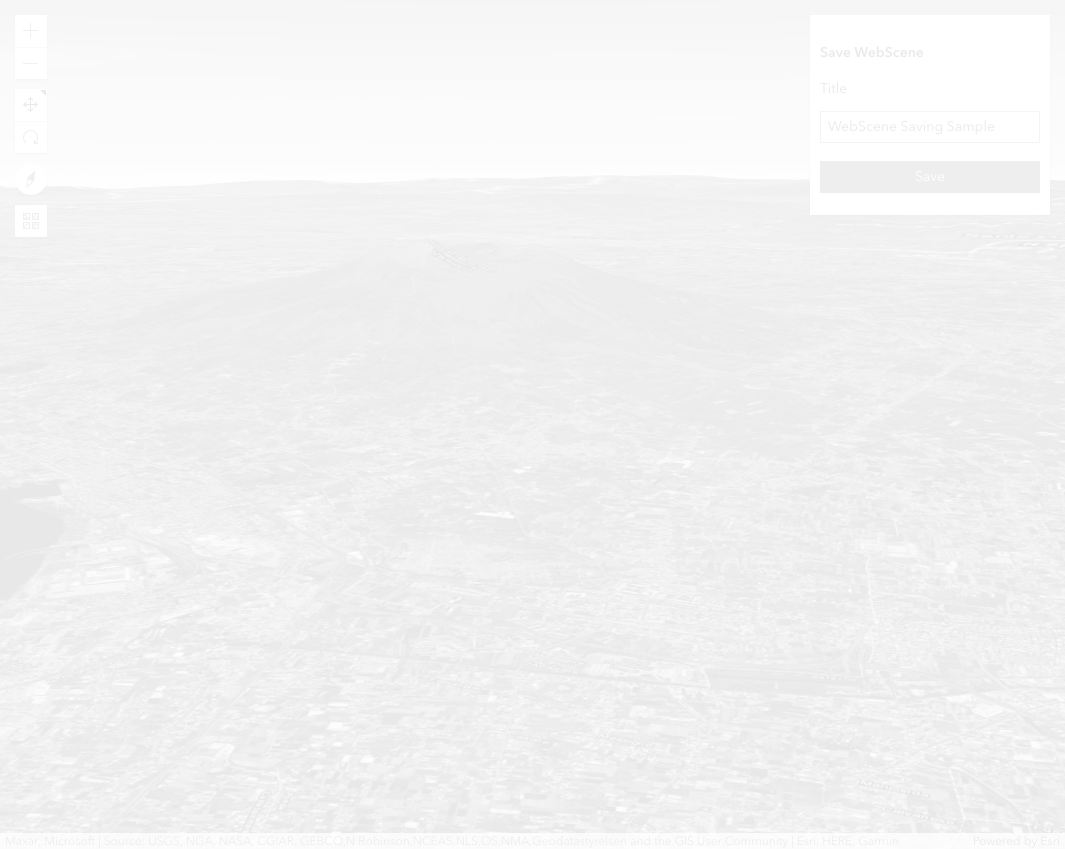 Save WebScene
Title
WebScene Saving Sample
Save
Maxar, Microsoft | Source: USGS, NGA, NASA, CGIAR, GEBCO,N Robinson,NCEAS,NLS,OS,NMA,Geodatastyrelsen and the GIS User Community | Esri, HERE, Garmin
Powered by Esri